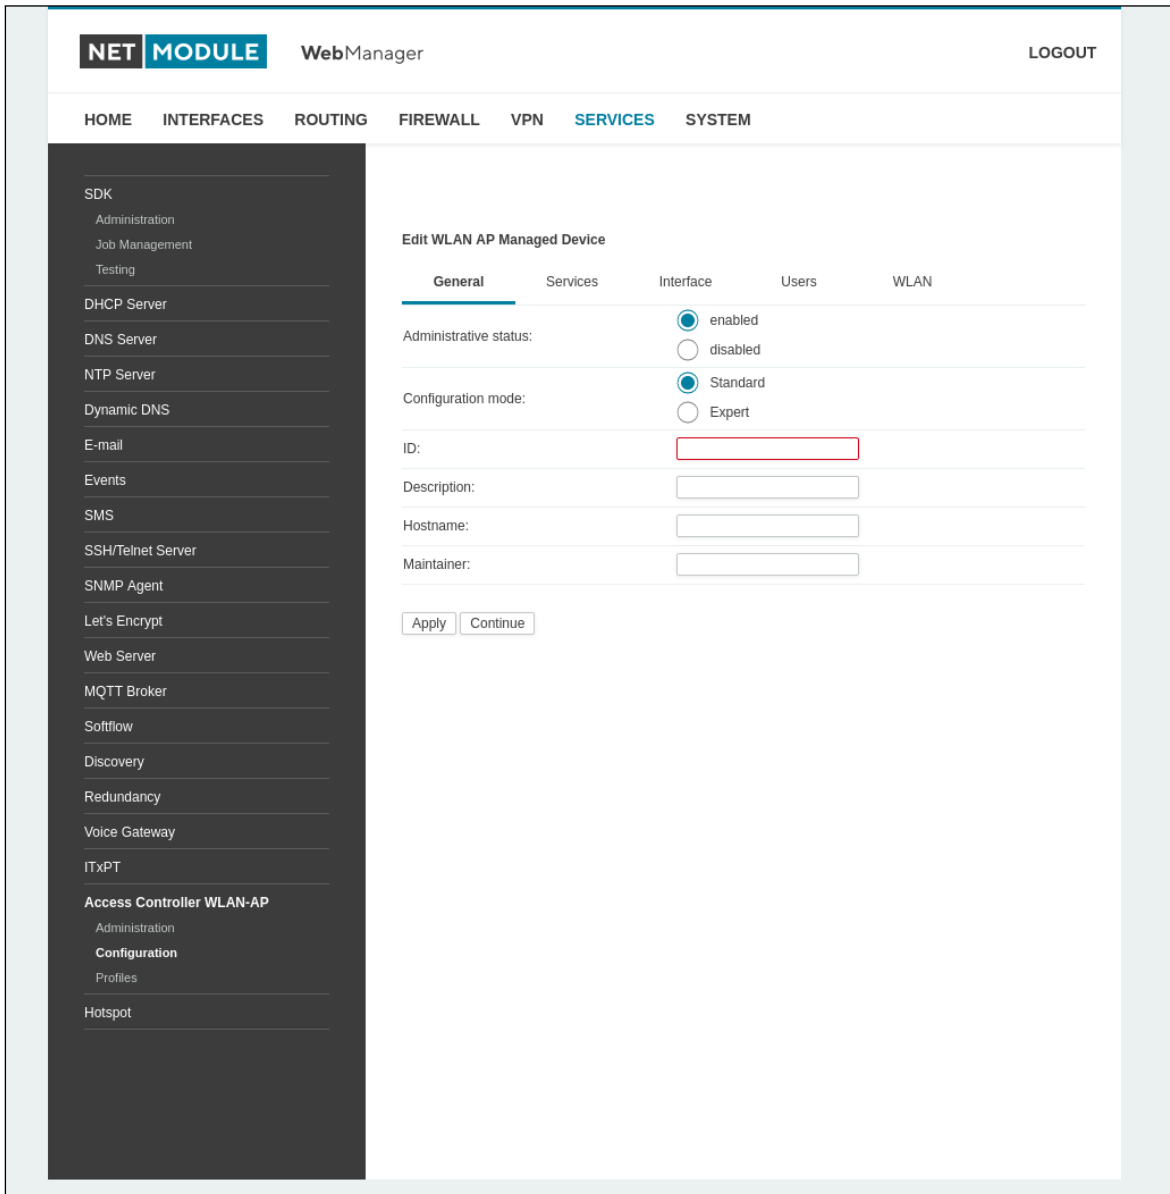 NET MODULE WebManager LOGOUT
HOME INTERFACES ROUTING FIREWALL VPN SERVICES SYSTEM
SDK
Administration
Job Management
Testing
DHCP Server
DNS Server
NTP Server
Dynamic DNS
E-mail
Events
SMS
SSH/Telnet Server
SNMP Agent
Let's Encrypt
Web Server
MQTT Broker
Softflow
Discovery
Redundancy
Voice Gateway
ITxPT
Access Controller WLAN-AP
Administration
Configuration
Profiles
Hotspot
Edit WLAN AP Managed Device
General Services Interface Users WLAN
Administrative status:
enabled
disabled
Configuration mode:
Standard
Expert
ID:
Description:
Hostname:
Maintainer:
Apply Continue